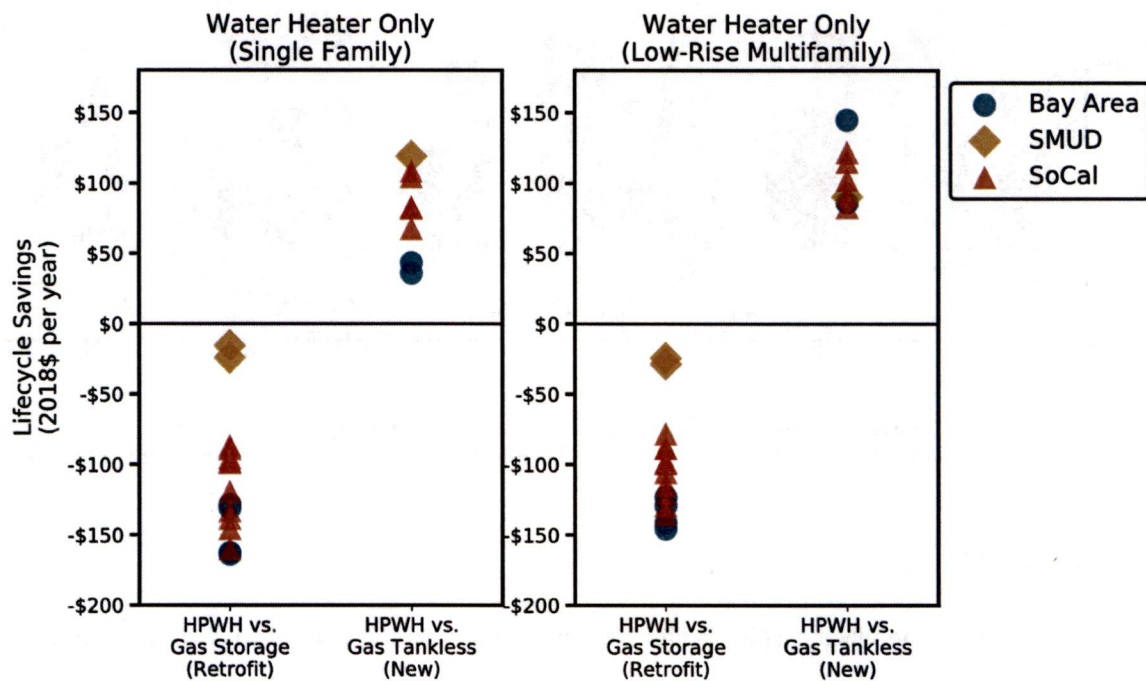 Water Heater Only
(Single Family)
Water Heater Only
(Low-Rise Multifamily)
Lifecycle Savings
(2018$ per year)
$150
$100
$50
$0
-$50
-$100
-$150
-$200
$150
$100
$50
$0
-$50
-$100
-$150
-$200
HPWH vs.
Gas Storage
(Retrofit)
HPWH vs.
Gas Tankless
(New)
HPWH vs.
Gas Storage
(Retrofit)
HPWH vs.
Gas Tankless
(New)
Bay Area
SMUD
SoCal